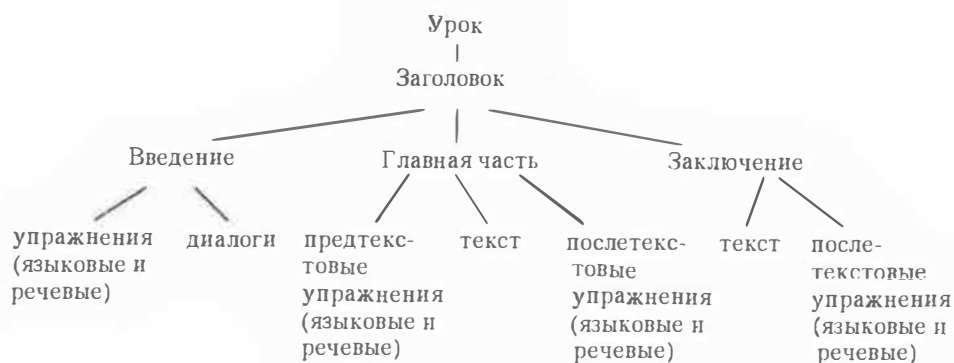 Урок
Заголовок
Введение
Главная часть
Заключение
упражнения
(языковые и
речевые)
диалоги
предтекс-
товые
упражнения
(языковые и
речевые)
текст
послетекс-
товые
упражнения
(языковые и
речевые)
текст
после-
текстовые
упражнения
(языковые и
речевые)